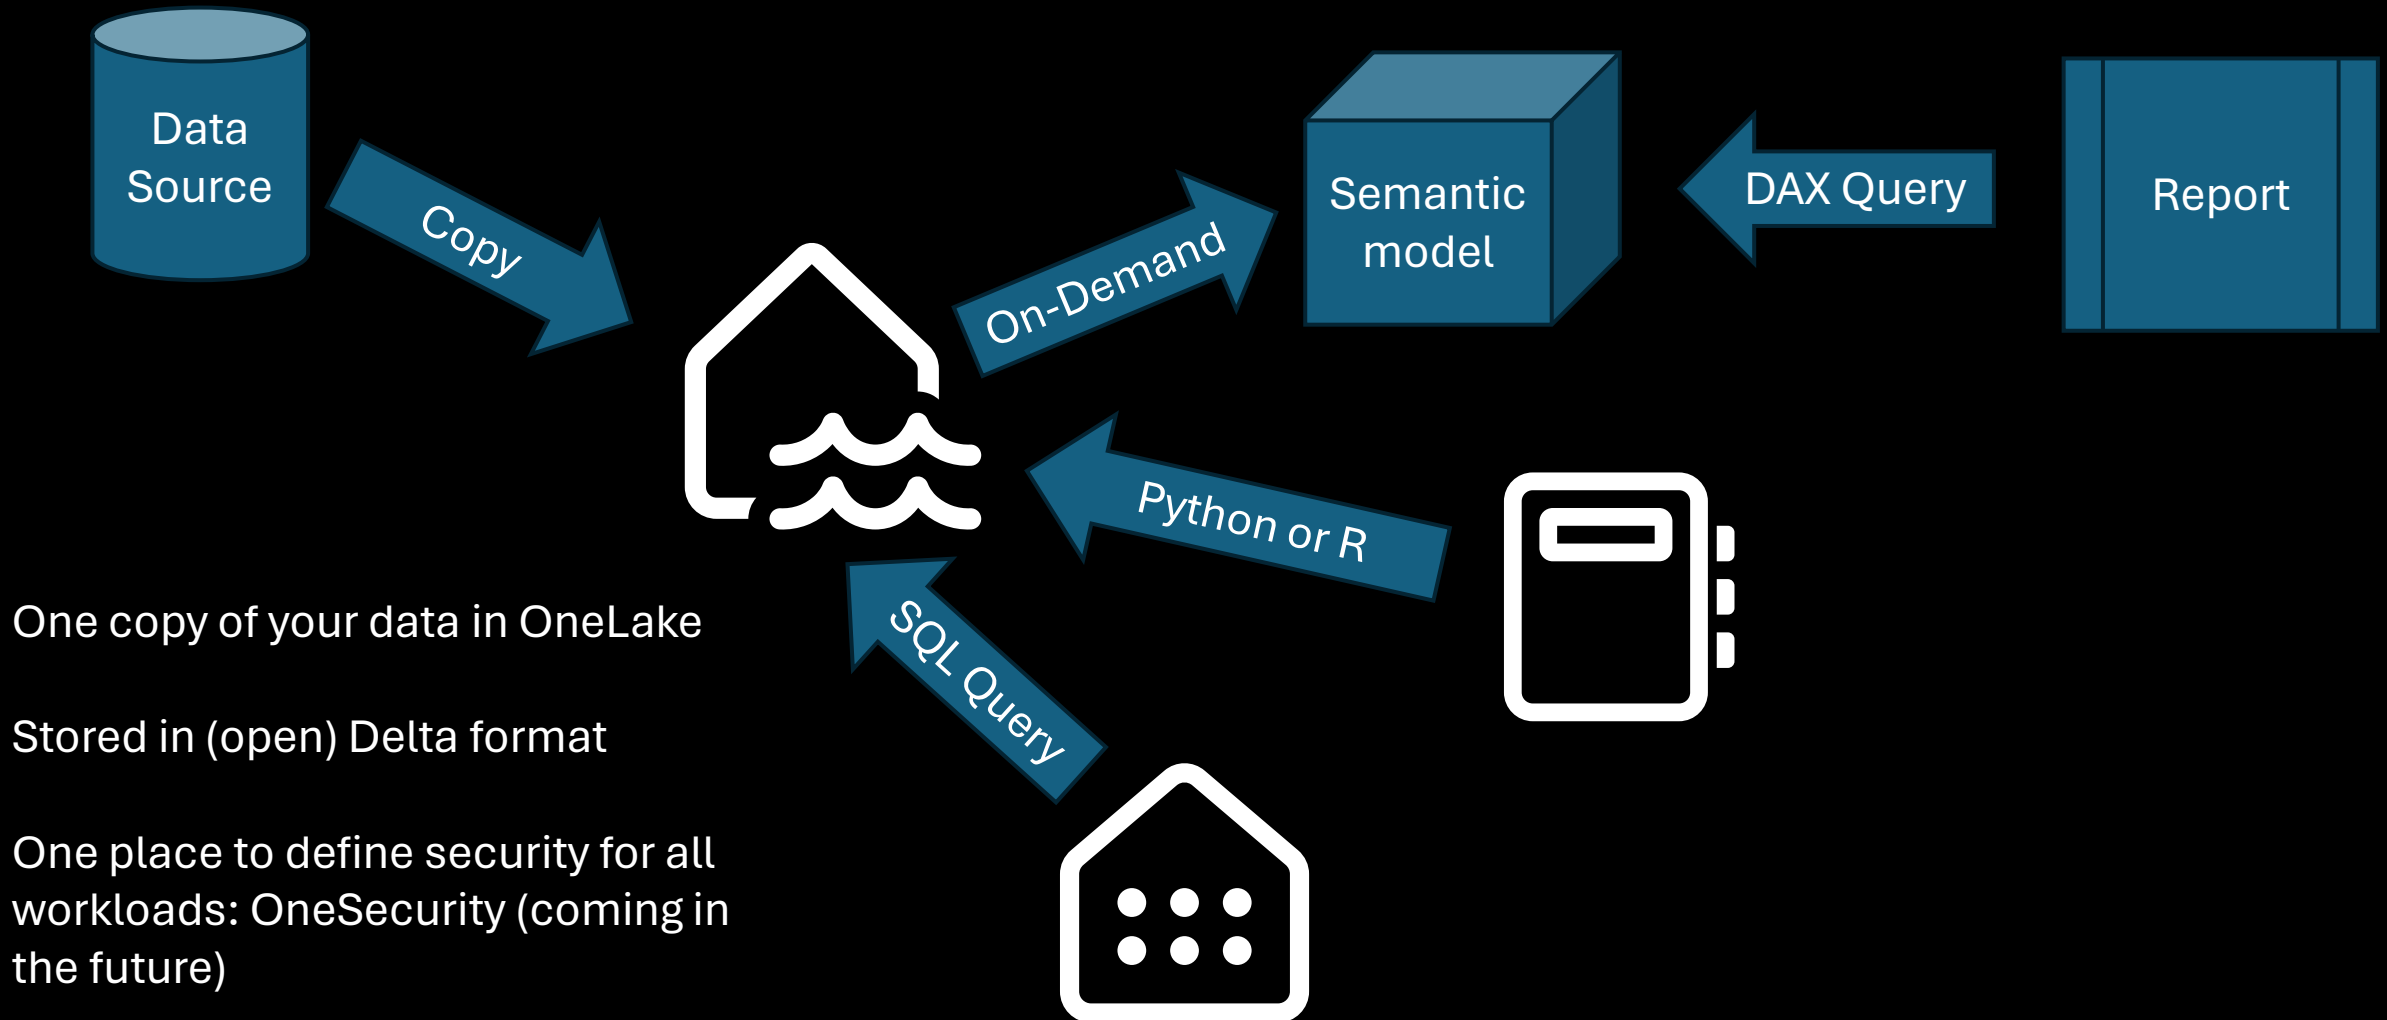 Data
Source
Copy
On-Demand
Semantic
model
DAX Query
Report
Python or R
SQL Query
One copy of your data in OneLake
Stored in (open) Delta format
One place to define security for all
workloads: OneSecurity (coming in
the future)